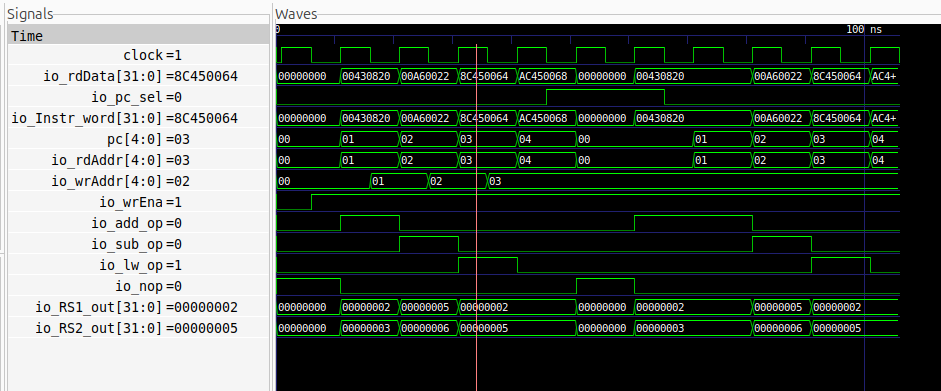 Signals Waves
Time 0 100 ns
clock=1
io_rdData[31:0]=8C450064 00000000 00430820 00A60022 8C450064 AC450068 00000000 00430820 00A60022 8C450064 AC4+
io_pc_sel=0
io_Instr_word[31:0]=8C450064 00000000 00430820 00A60022 8C450064 AC450068 00000000 00430820 00A60022 8C450064 AC4+
pc[4:0]=03 00 01 02 03 04 00 01 02 03 04
io_rdAddr[4:0]=03 00 01 02 03 04 00 01 02 03 04
io_wrAddr[4:0]=02 00 01 02 03
io_wrEna=1
io_add_op=0
io_sub_op=0
io_lw_op=1
io_nop=0
io_RS1_out[31:0]=00000002 00000000 00000002 00000005 00000002 00000000 00000002 00000005 00000002
io_RS2_out[31:0]=00000005 00000000 00000003 00000006 00000005 00000000 00000003 00000006 00000005